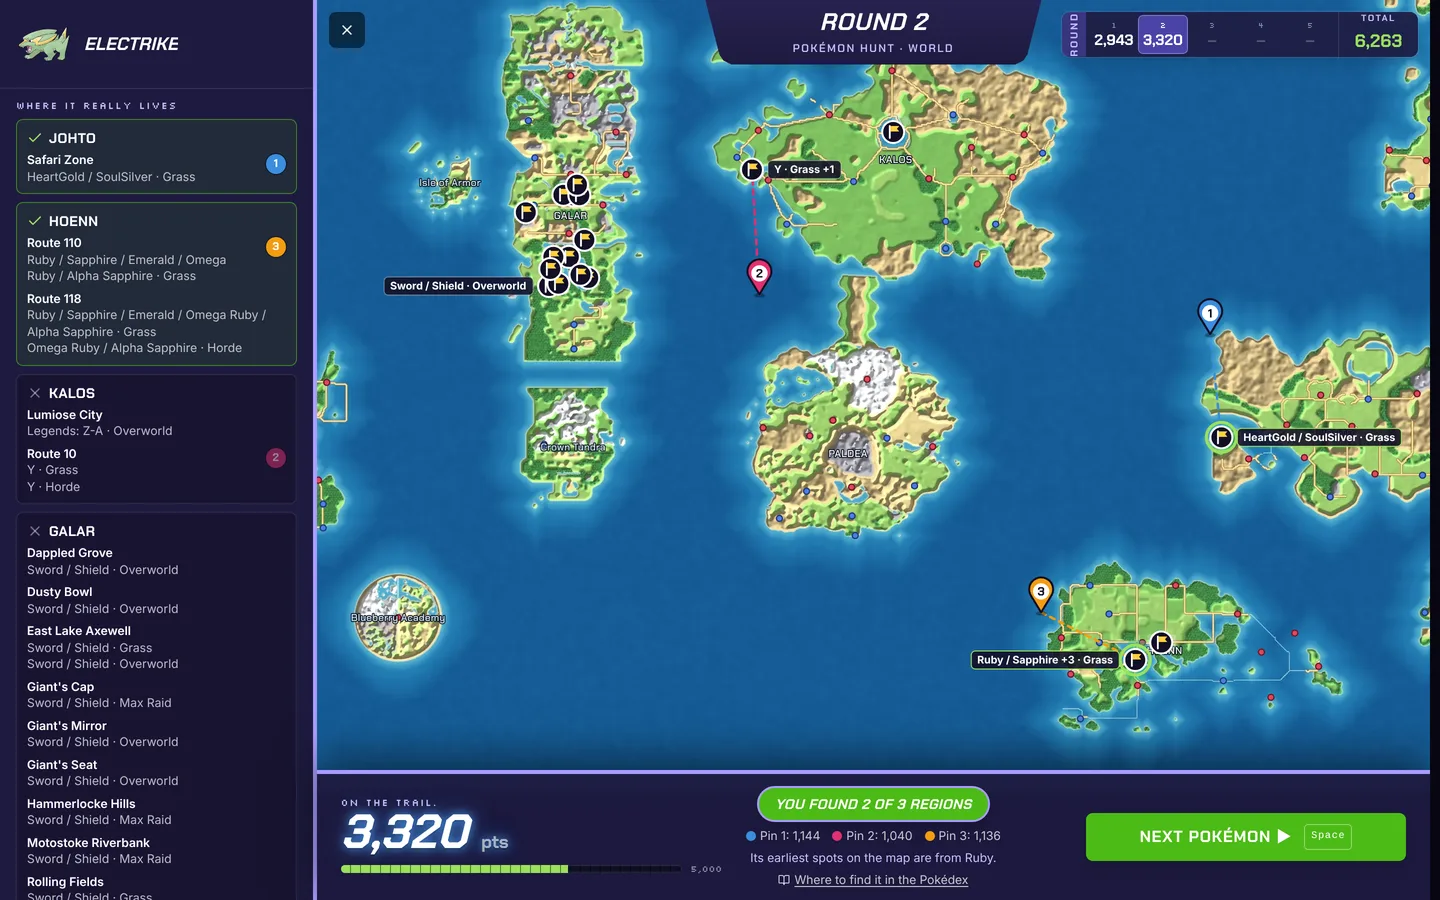 ELECTRIKE
WHERE IT REALLY LIVES
JOHTO
Safari Zone
HeartGold / SoulSilver · Grass
1
HOENN
Route 110
Ruby / Sapphire / Emerald / Omega
Ruby / Alpha Sapphire · Grass
3
Route 118
Ruby / Sapphire / Emerald / Omega Ruby /
Alpha Sapphire · Grass
Omega Ruby / Alpha Sapphire · Horde
KALOS
Lumiose City
Legends: Z-A · Overworld
Route 10
Y · Grass
Y · Horde
2
GALAR
Dappled Grove
Sword / Shield · Overworld
Dusty Bowl
Sword / Shield · Overworld
East Lake Axewell
Sword / Shield · Grass
Sword / Shield · Overworld
Giant's Cap
Sword / Shield · Max Raid
Giant's Mirror
Sword / Shield · Overworld
Giant's Seat
Sword / Shield · Overworld
Hammerlocke Hills
Sword / Shield · Max Raid
Motostoke Riverbank
Sword / Shield · Max Raid
Rolling Fields
Sword / Shield · Grass
ROUND 2
POKÉMON HUNT · WORLD
ROUND
1
2,943
2
3,320
3
—
4
—
5
—
TOTAL
6,263
KALOS
Y · Grass +1
Isle of Armor
GALAR
Sword / Shield · Overworld
2
1
HeartGold / SoulSilver · Grass
Crown Tundra
PALDEA
Blueberry Academy
3
Ruby / Sapphire +3 · Grass
ON THE TRAIL.
3,320 pts
5,000
YOU FOUND 2 OF 3 REGIONS
Pin 1: 1,144 Pin 2: 1,040 Pin 3: 1,136
Its earliest spots on the map are from Ruby.
Where to find it in the Pokédex
NEXT POKÉMON ▶ Space